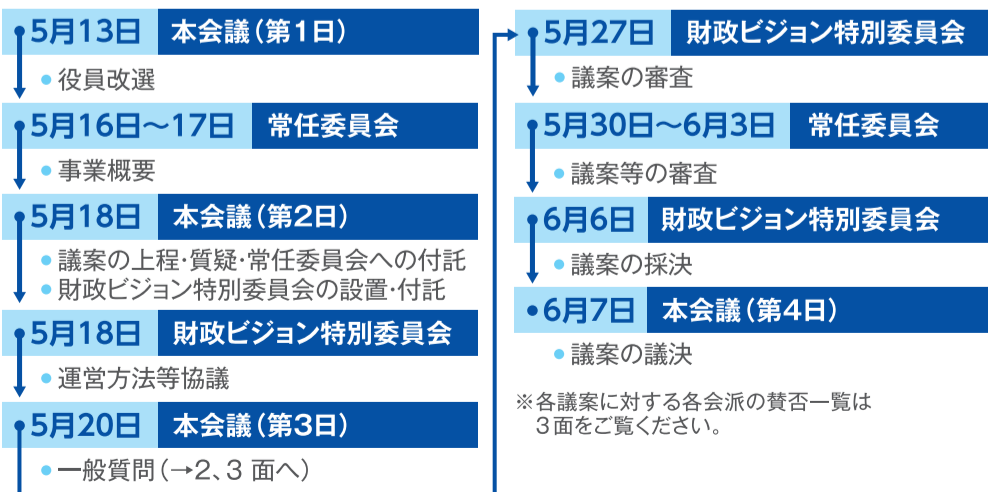 5月13日 本会議（第1日）
● 役員改選
5月16日～17日 常任委員会
● 事業概要
5月18日 本会議（第2日）
● 議案の上程・質疑・常任委員会への付託
● 財政ビジョン特別委員会の設置・付託
5月18日 財政ビジョン特別委員会
● 運営方法等協議
5月20日 本会議（第3日）
● 一般質問（→2、3 面へ）
5月27日 財政ビジョン特別委員会
● 議案の審査
5月30日～6月3日 常任委員会
● 議案等の審査
6月6日 財政ビジョン特別委員会
● 議案の採決
6月7日 本会議（第4日）
● 議案の議決
※各議案に対する各会派の賛否一覧は
3面をご覧ください。